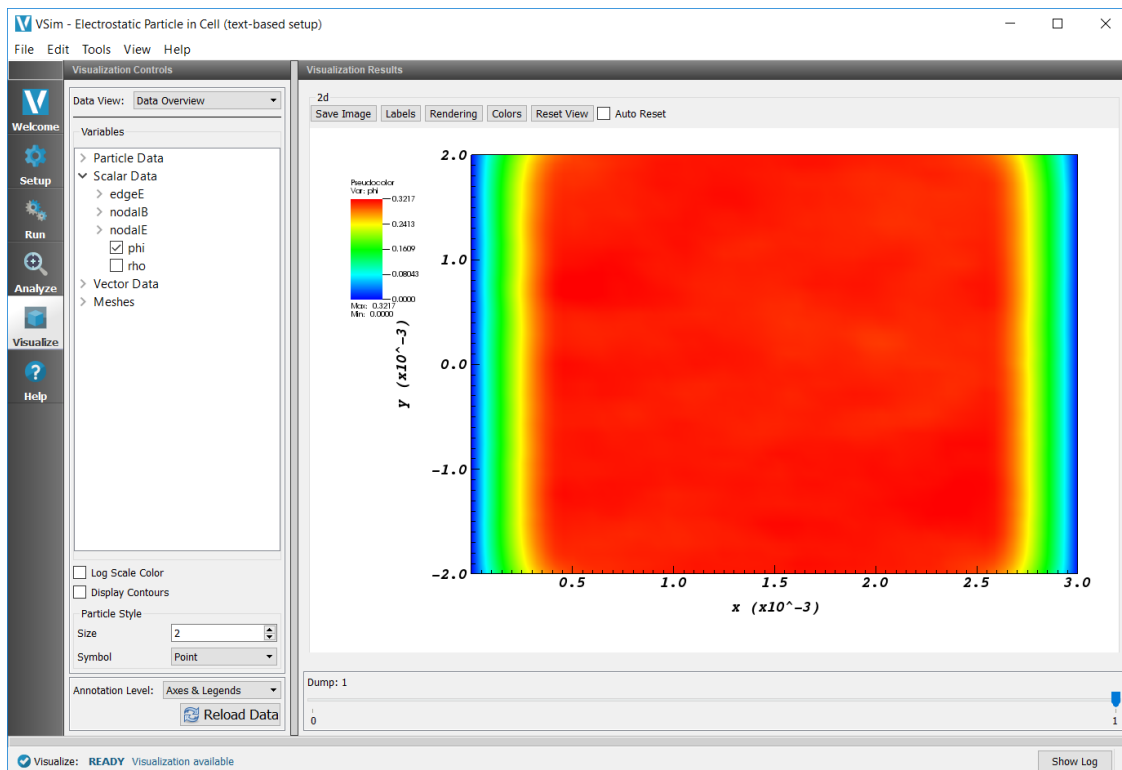 VSim - Electrostatic Particle in Cell (text-based setup)
File Edit Tools View Help
Visualization Controls
Visualization Results
Welcome
Setup
Run
Analyze
Visualize
Help
Data View: Data Overview
Variables
Particle Data
Scalar Data
edgeE
nodalB
nodalE
phi
rho
Vector Data
Meshes
Log Scale Color
Display Contours
Particle Style
Size 2
Symbol Point
Annotation Level: Axes & Legends
Reload Data
2d
Save Image Labels Rendering Colors Reset View Auto Reset
Pseudocolor
Var: phi
0.3217
0.2413
0.1609
0.08043
0.0000
Max: 0.3217
Min: 0.0000
2.0
1.0
0.0
-1.0
-2.0
y (x10^-3)
0.5 1.0 1.5 2.0 2.5 3.0
x (x10^-3)
Dump: 1
0 1
Visualize: READY Visualization available
Show Log